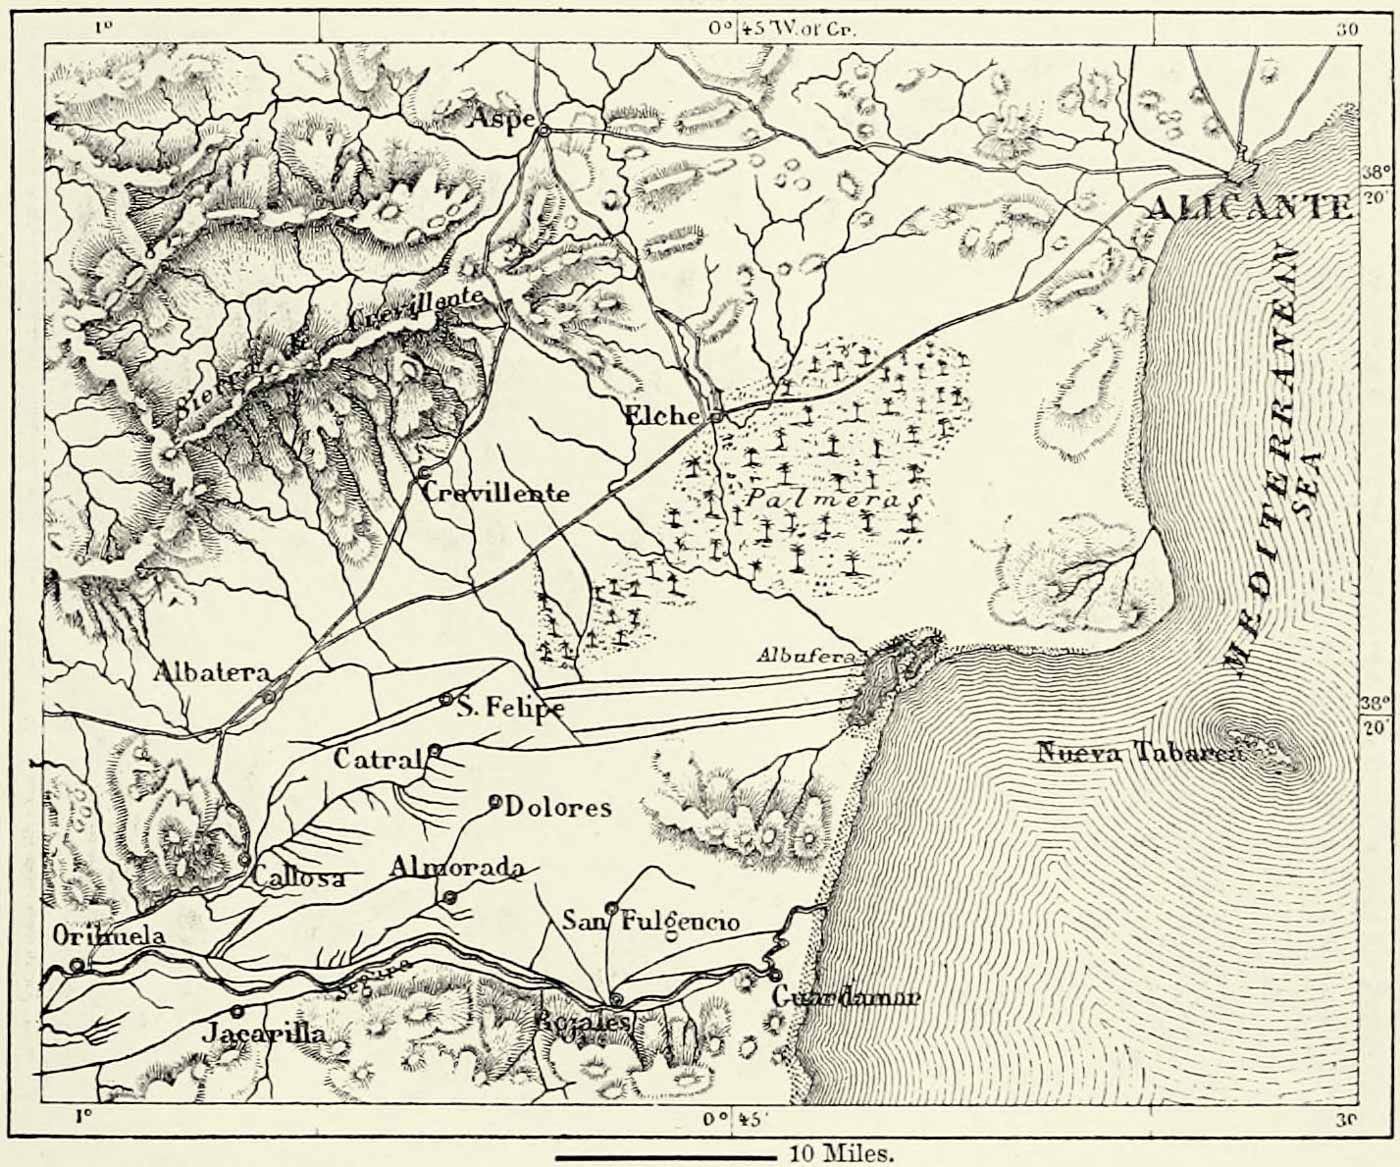 1°
0° 45' W. of Gr.
30
Aspe
38°
20'
ALICANTE
Sierra de Crevillente
MEDITERRANEAN
SEA
Elche
Crevillente
Palmeras
Albufera
Albatera
S. Felipe
38°
20'
Nueva Tabarca
Catral
Dolores
Callosa
Almorada
San Fulgencio
Orihuela
Segura
Guardamar
Jacarilla
Rojales
1°
0° 45'
30
10 Miles.